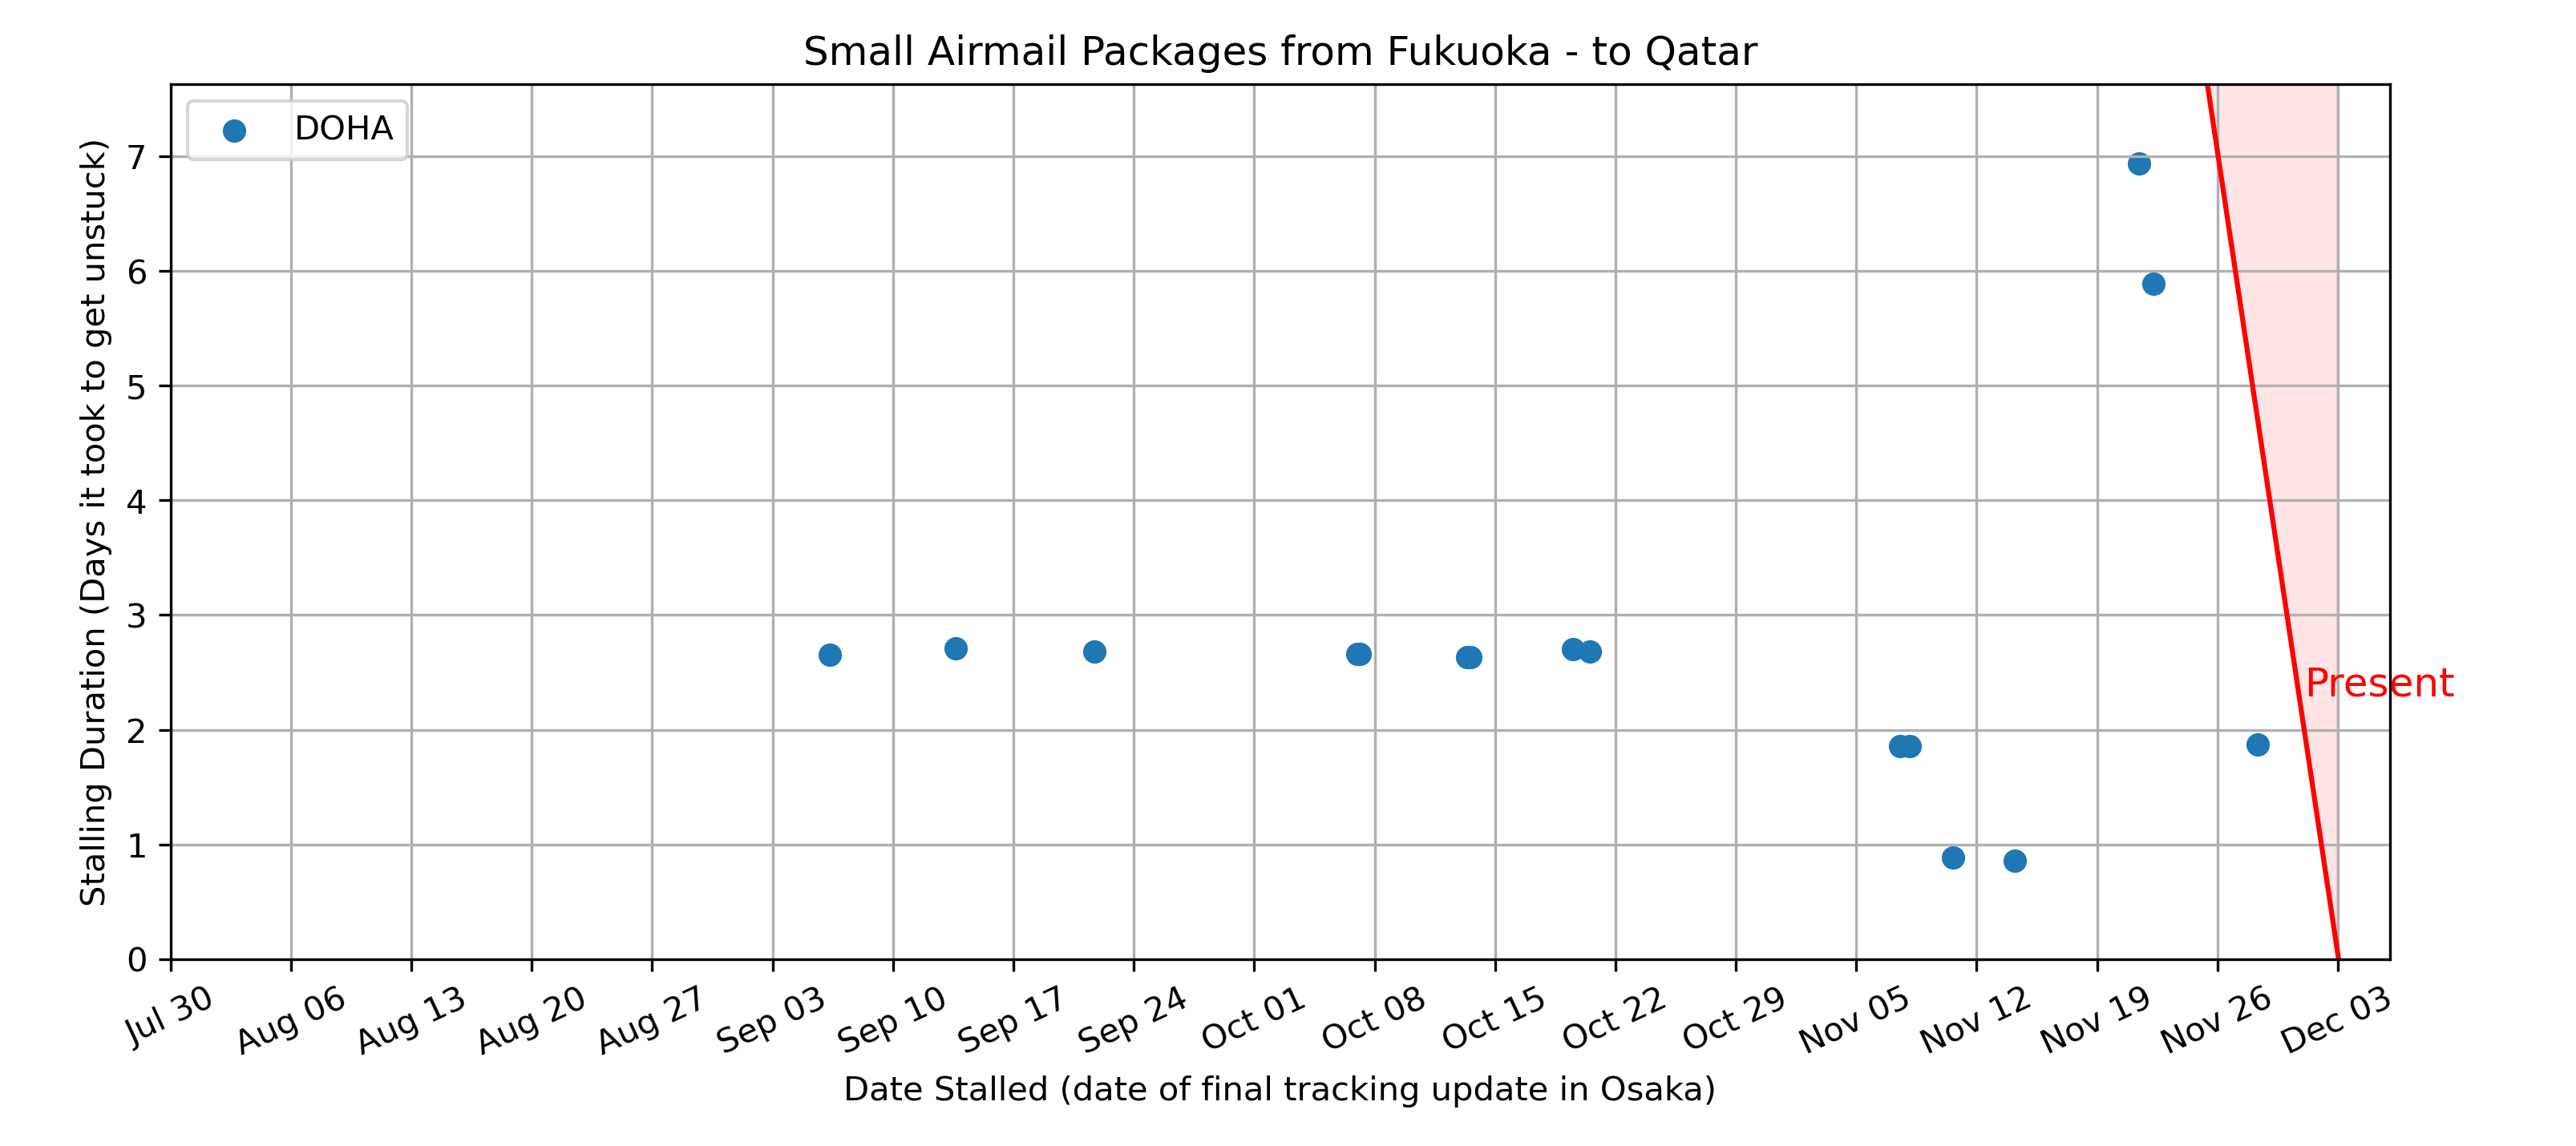 Small Airmail Packages from Fukuoka - to Qatar
DOHA
Stalling Duration (Days it took to get unstuck)
7
6
5
4
3
2
1
0
Present
Jul 30
Aug 06
Aug 13
Aug 20
Aug 27
Sep 03
Sep 10
Sep 17
Sep 24
Oct 01
Oct 08
Oct 15
Oct 22
Oct 29
Nov 05
Nov 12
Nov 19
Nov 26
Dec 03
Date Stalled (date of final tracking update in Osaka)